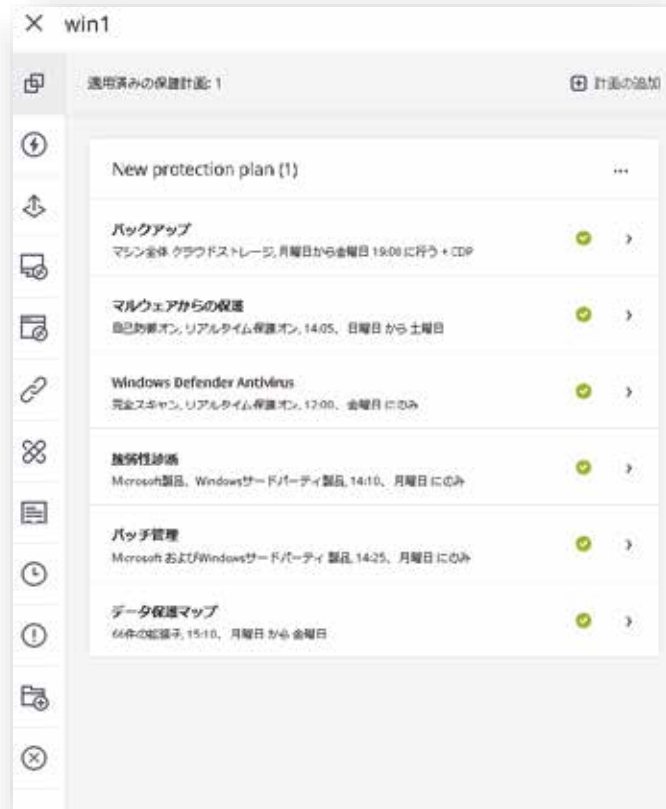 win1
適用済みの保護計画: 1
計画の追加
New protection plan (1)
バックアップ
マシン全体 クラウドストレージ, 月曜日から金曜日 19:00 に行う + CDP
マルウェアからの保護
自己防御オン, リアルタイム保護オン, 14:05、 日曜日 から 土曜日
Windows Defender Antivirus
完全スキャン, リアルタイム保護オン, 12:00、 金曜日 にのみ
脆弱性診断
Microsoft製品、Windowsサードパーティ製品, 14:10、 月曜日 にのみ
パッチ管理
Microsoft およびWindowsサードパーティ 製品, 14:25、 月曜日 にのみ
データ保護マップ
66件の拡張子, 15:10、 月曜日 から 金曜日